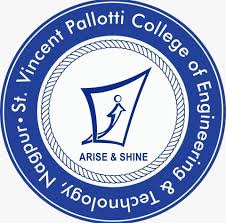 St. Vincent Pallotti College of Engineering & Technology, Nagpur •
ARISE & SHINE